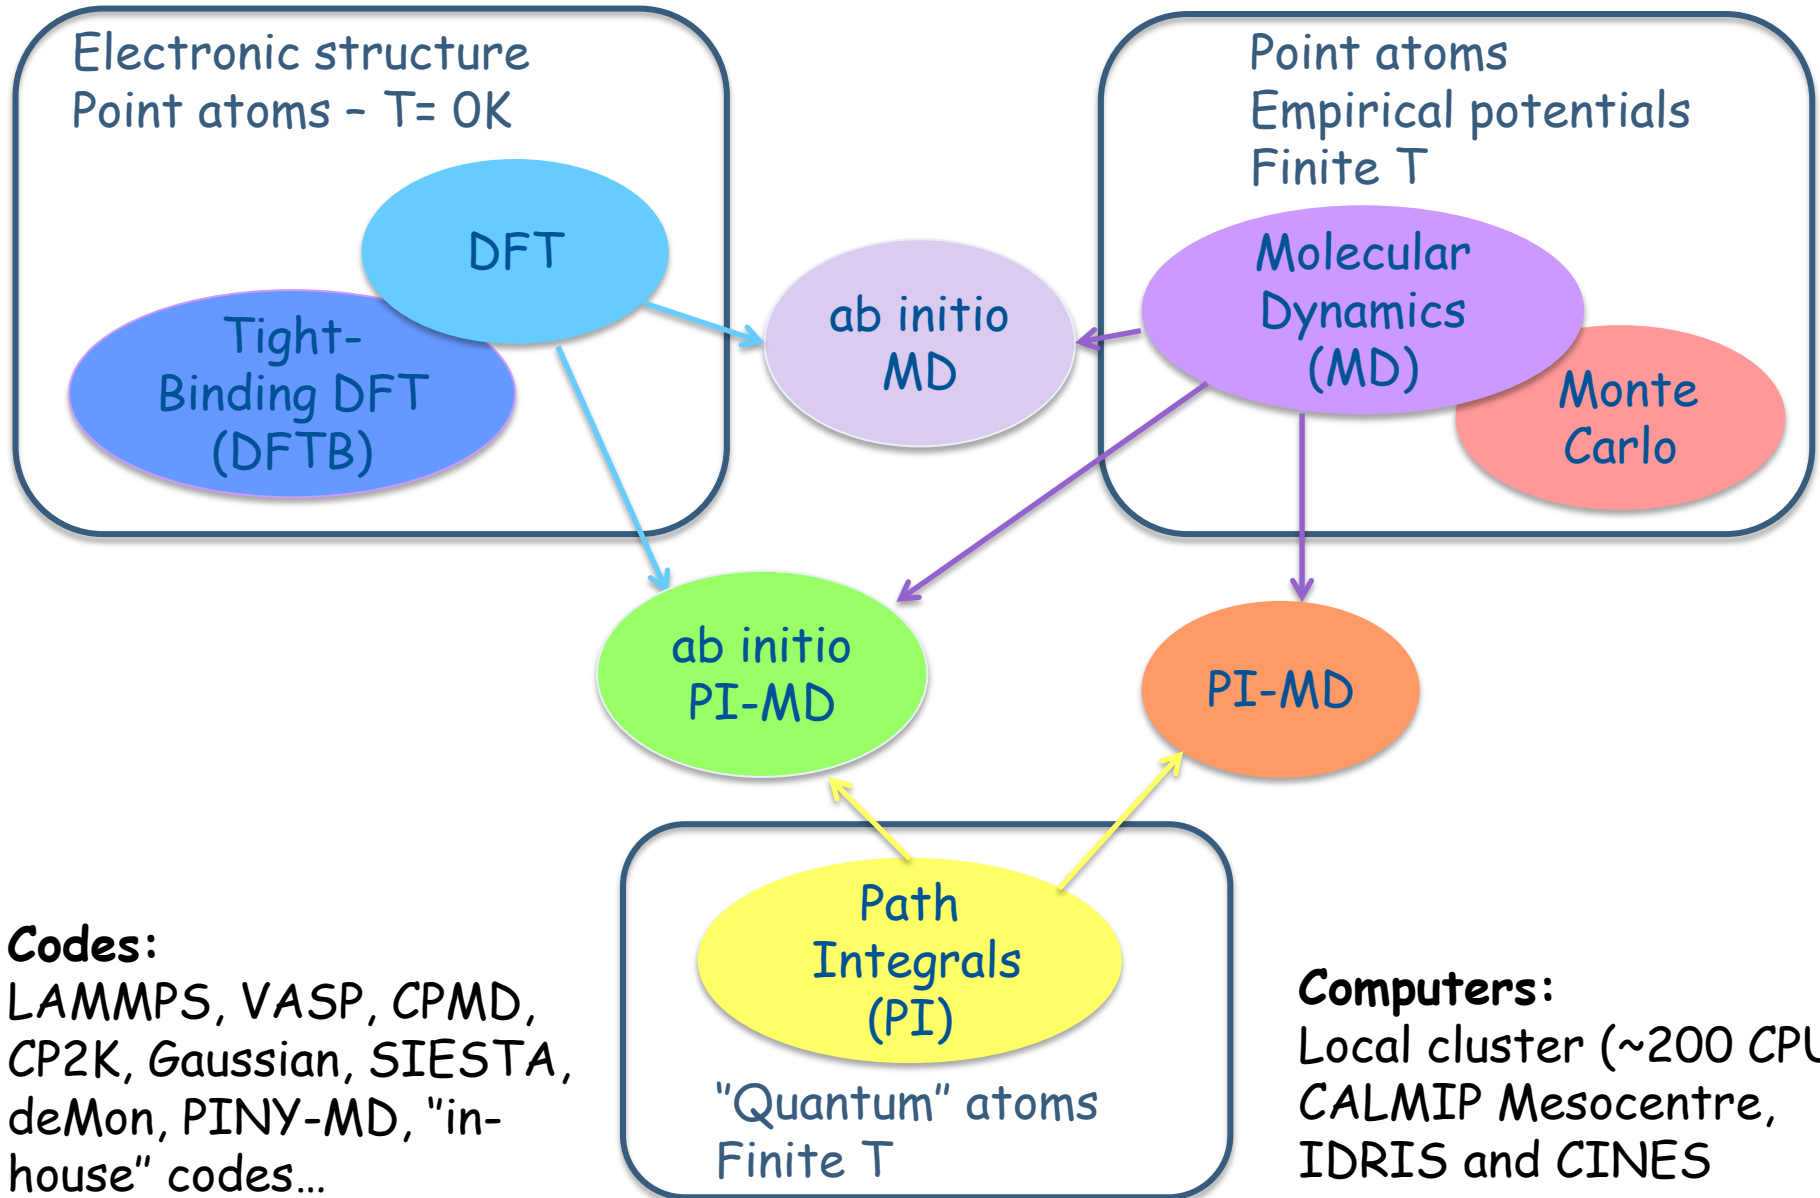 Electronic structure
Point atoms – T= 0K
Point atoms
Empirical potentials
Finite T
DFT
Tight-
Binding DFT
(DFTB)
ab initio
MD
Molecular
Dynamics
(MD)
Monte
Carlo
ab initio
PI-MD
PI-MD
Path
Integrals
(PI)
"Quantum" atoms
Finite T
Codes:
LAMMPS, VASP, CPMD,
CP2K, Gaussian, SIESTA,
deMon, PINY-MD, "in-
house" codes…
Computers:
Local cluster (~200 CPU
CALMIP Mesocentre,
IDRIS and CINES